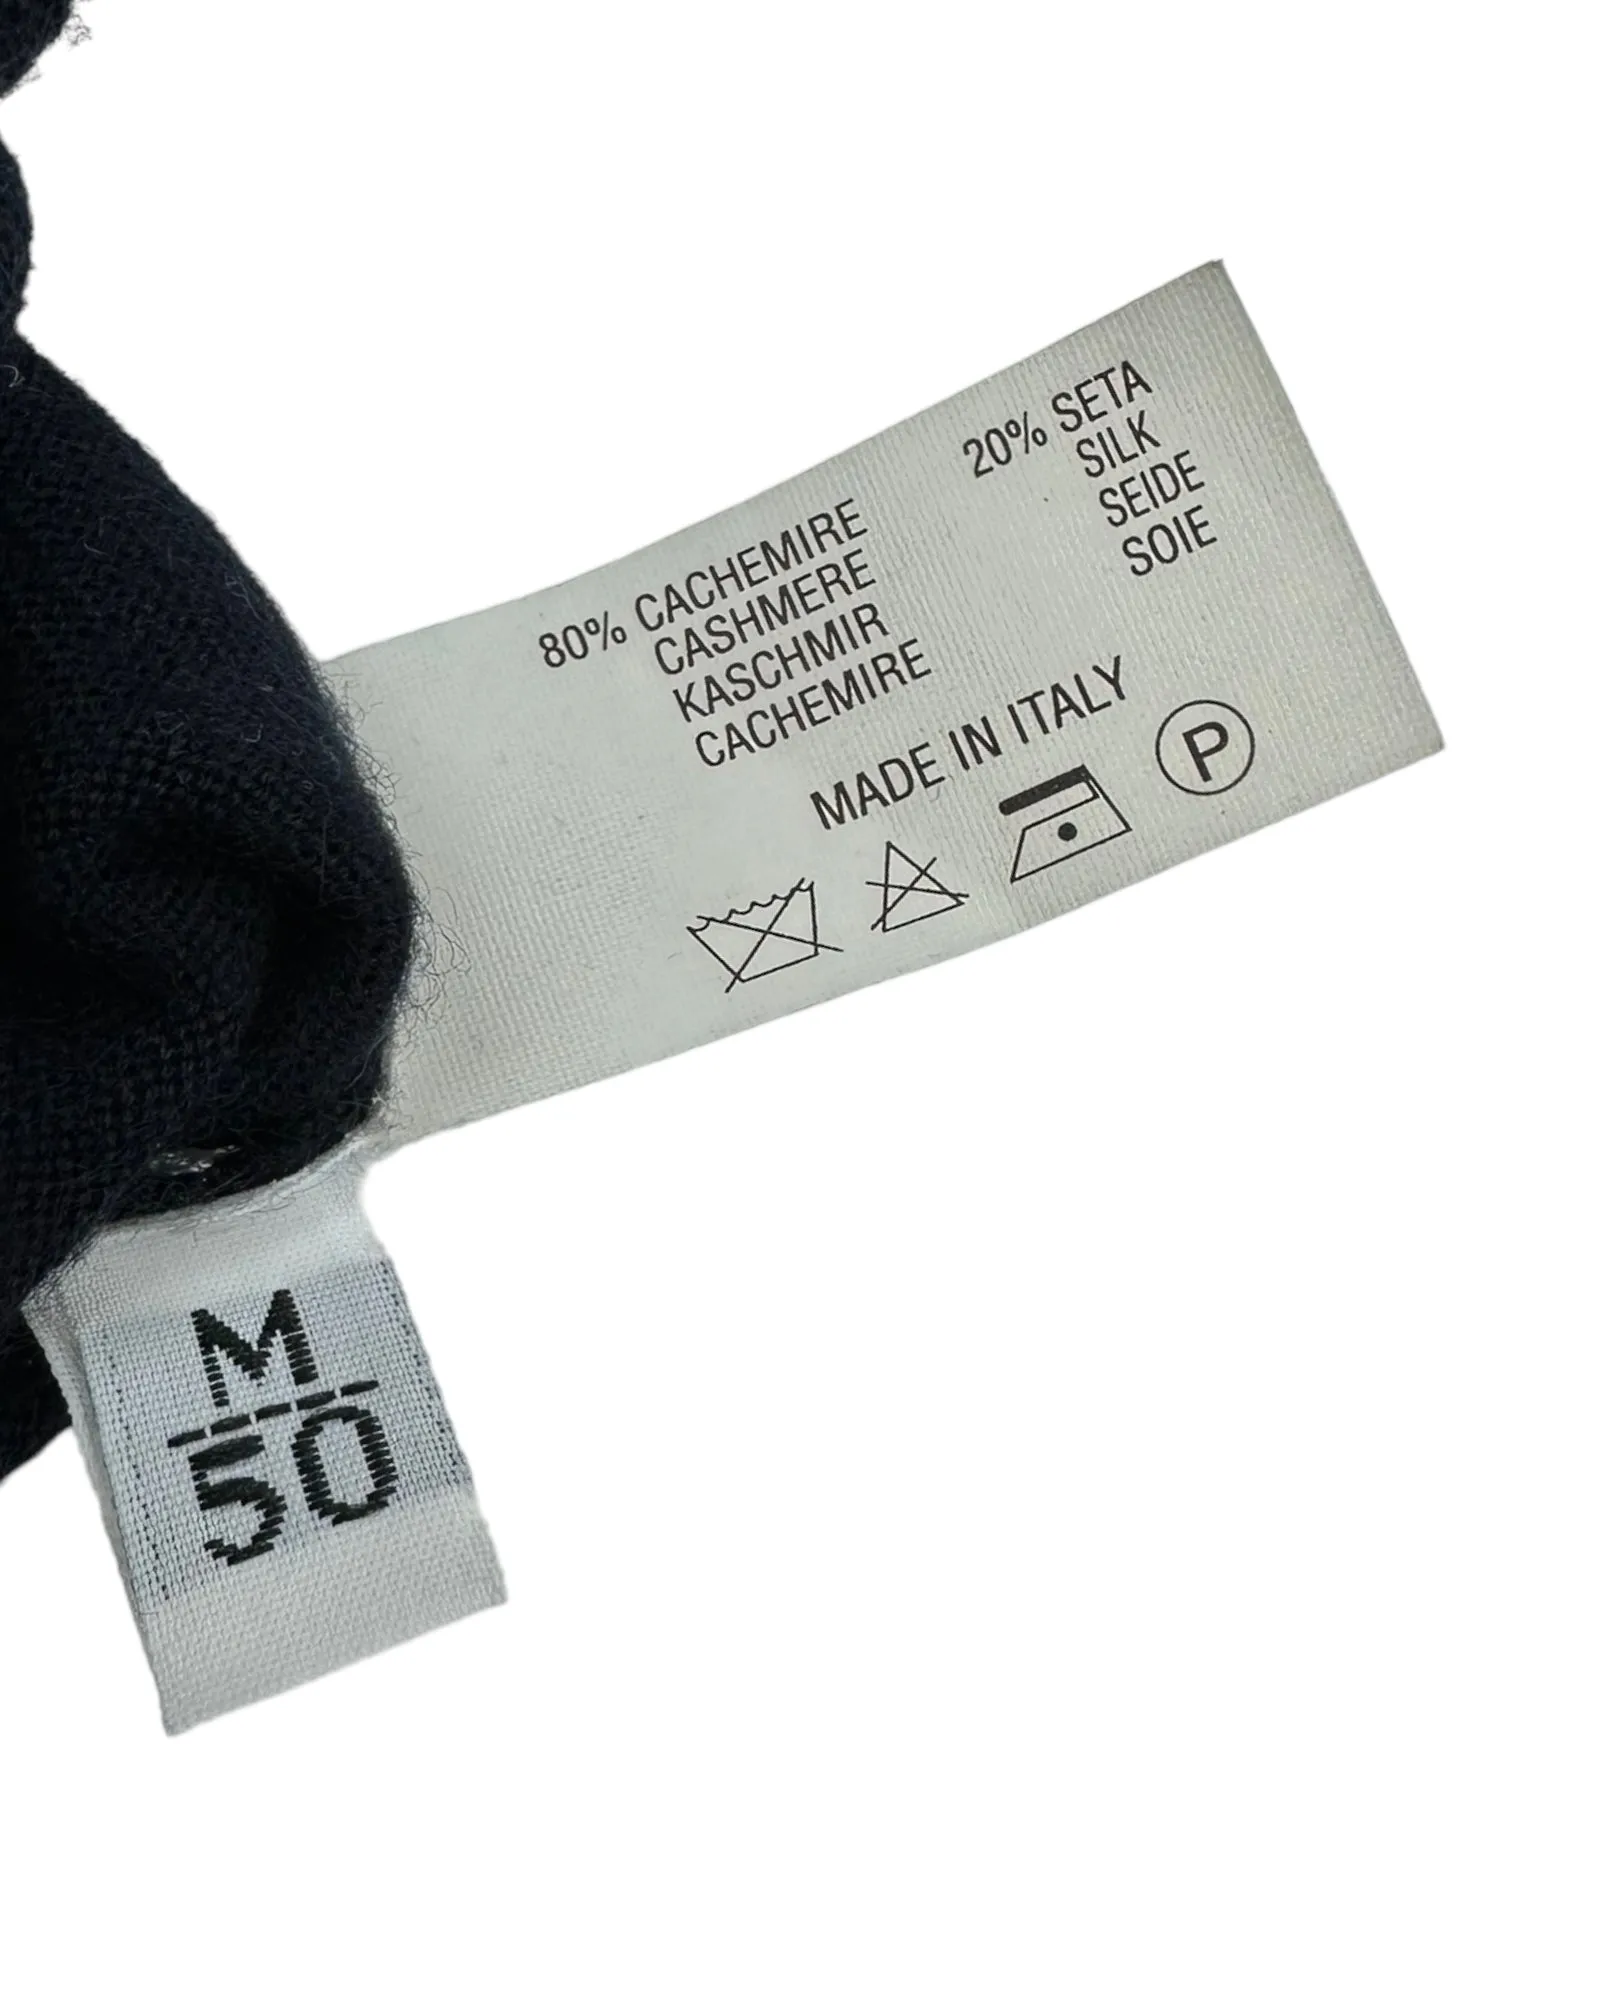 80% CACHEMIRE
CASHMERE
KASCHMIR
CACHEMIRE
20% SETA
SILK
SEIDE
SOIE
MADE IN ITALY
P
M
50